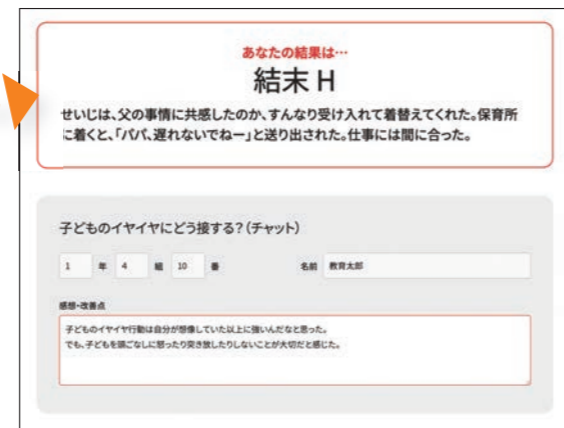 あなたの結果は…
結末 H
せいじは、父の事情に共感したのか、すんなり受け入れて着替えてくれた。保育所
に着くと、「パパ、遅れないでねー」と送り出された。仕事には間に合った。
子どものイヤイヤにどう接する?(チャット)
1 年 4 組 10 番 名前 教育太郎
感想・改善点
子どものイヤイヤ行動は自分が想像していた以上に強いんだなと思った。
でも、子どもを頭ごなしに怒ったり突き放したりしないことが大切だと感じた。